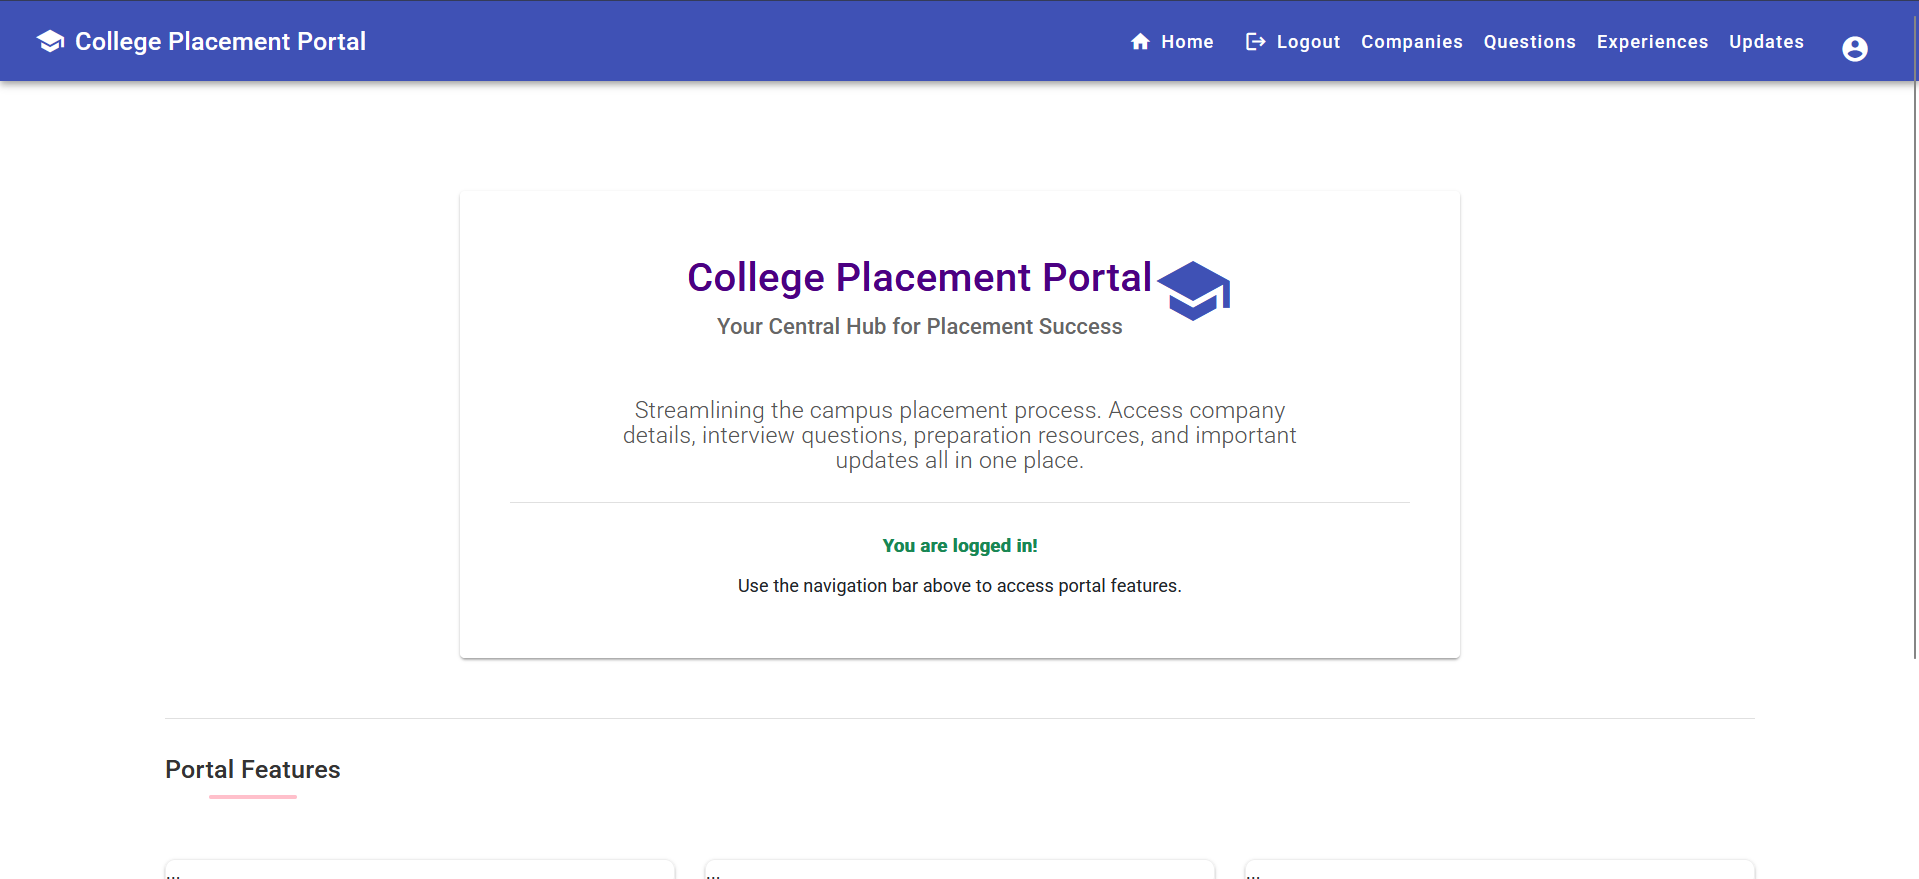 College Placement Portal
Home Logout Companies Questions Experiences Updates
College Placement Portal
Your Central Hub for Placement Success
Streamlining the campus placement process. Access company
details, interview questions, preparation resources, and important
updates all in one place.
You are logged in!
Use the navigation bar above to access portal features.
Portal Features
... ... ...